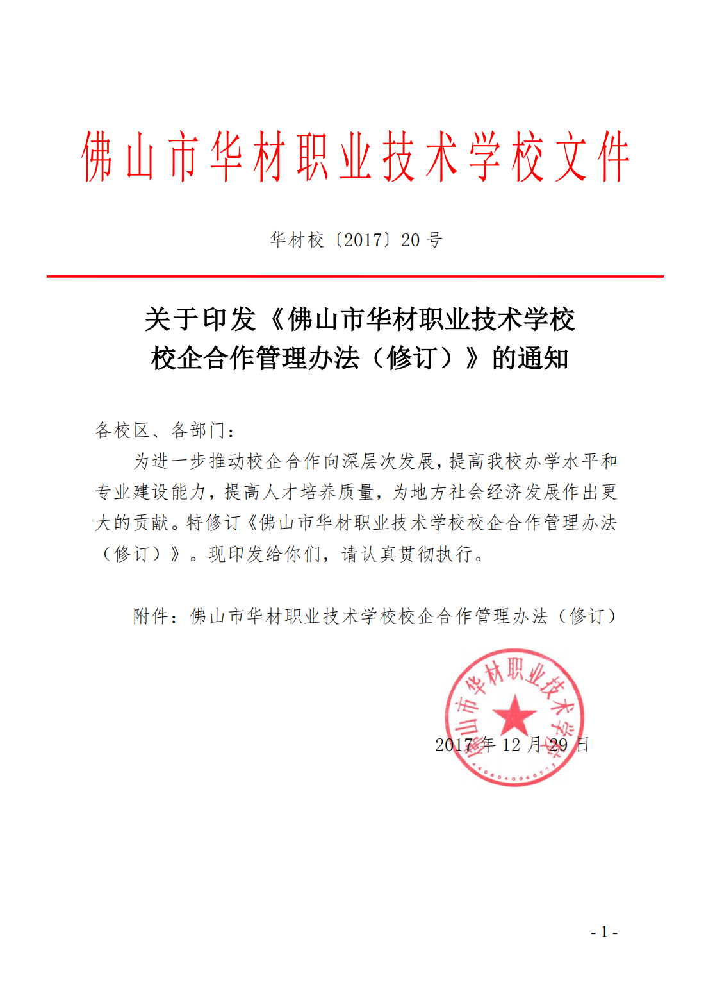 佛山市华材职业技术学校文件
华材校〔2017〕20 号
关于印发《佛山市华材职业技术学校
校企合作管理办法（修订）》的通知
各校区、各部门：
为进一步推动校企合作向深层次发展，提高我校办学水平和
专业建设能力，提高人才培养质量，为地方社会经济发展作出更
大的贡献。特修订《佛山市华材职业技术学校校企合作管理办法
（修订）》。现印发给你们，请认真贯彻执行。
附件：佛山市华材职业技术学校校企合作管理办法（修订）
佛山市华材职业技术学校
2017 年 12 月 29 日
4406040060575
- 1 -